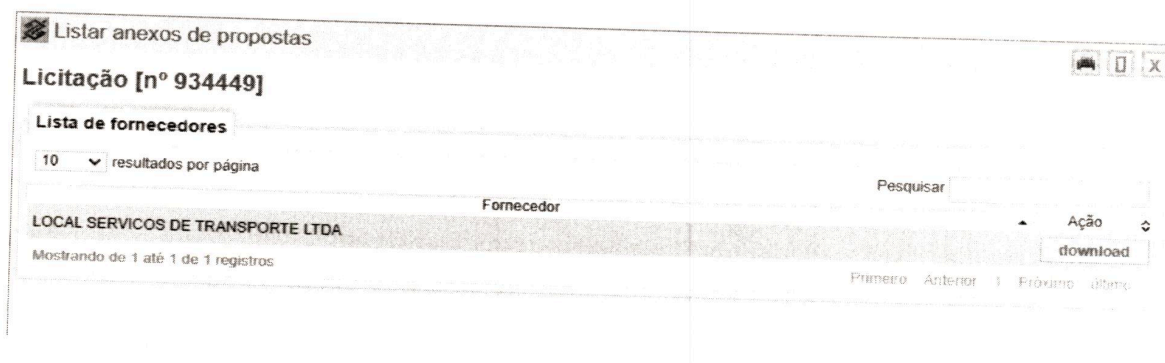 Listar anexos de propostas
X
Licitação [nº 934449]
Lista de fornecedores
10 resultados por página
Pesquisar
Fornecedor Ação
LOCAL SERVICOS DE TRANSPORTE LTDA download
Mostrando de 1 até 1 de 1 registros
Primeiro Anterior 1 Próximo último